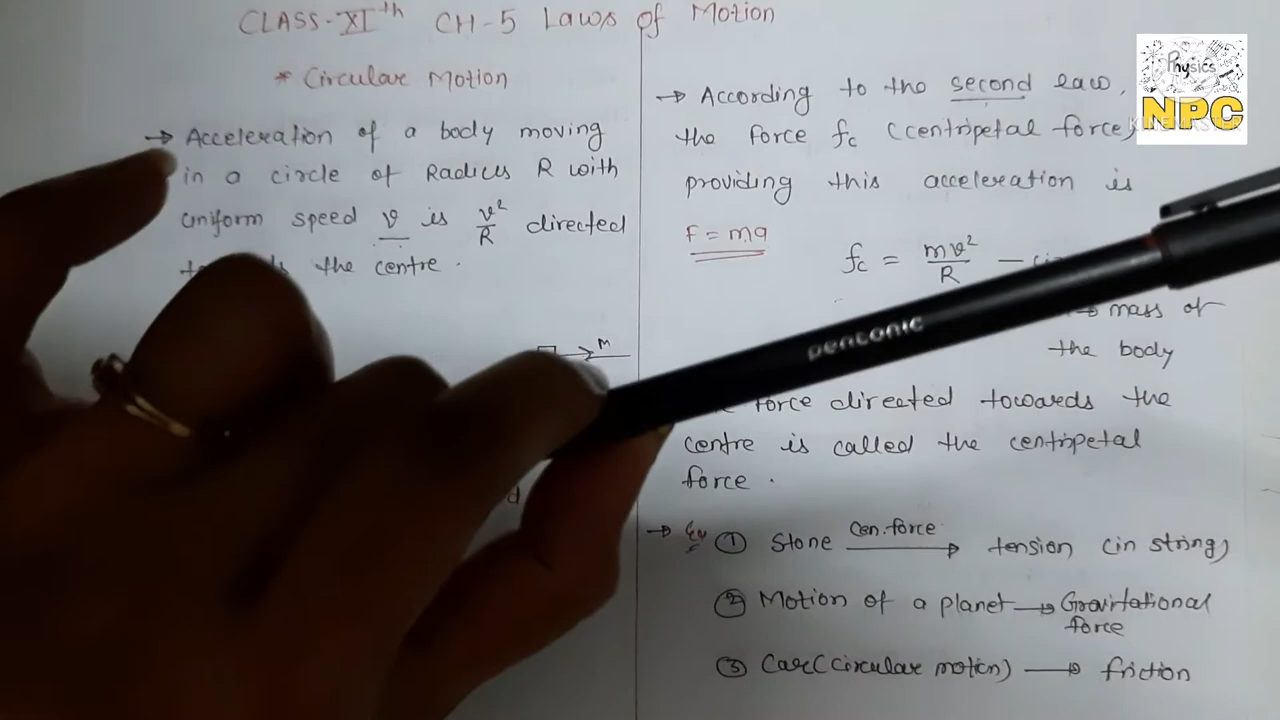 CLASS-XIth CH-5 Laws of Motion
* Circular Motion
→ Acceleration of a body moving
in a circle of Radius R with
uniform speed v is v²/R directed
the centre .
M
d
→ According to the second law,
the force fc (centripetal force)
providing this acceleration is
F = ma
fc = mv²/R —
→ mass of
the body
force directed towards the
centre is called the centripetal
force .
→ Eg ① Stone Cen. force → tension (in string)
② Motion of a planet → Gravitational
force
③ Car (circular motion) → friction
Physics
NPC
pentonic